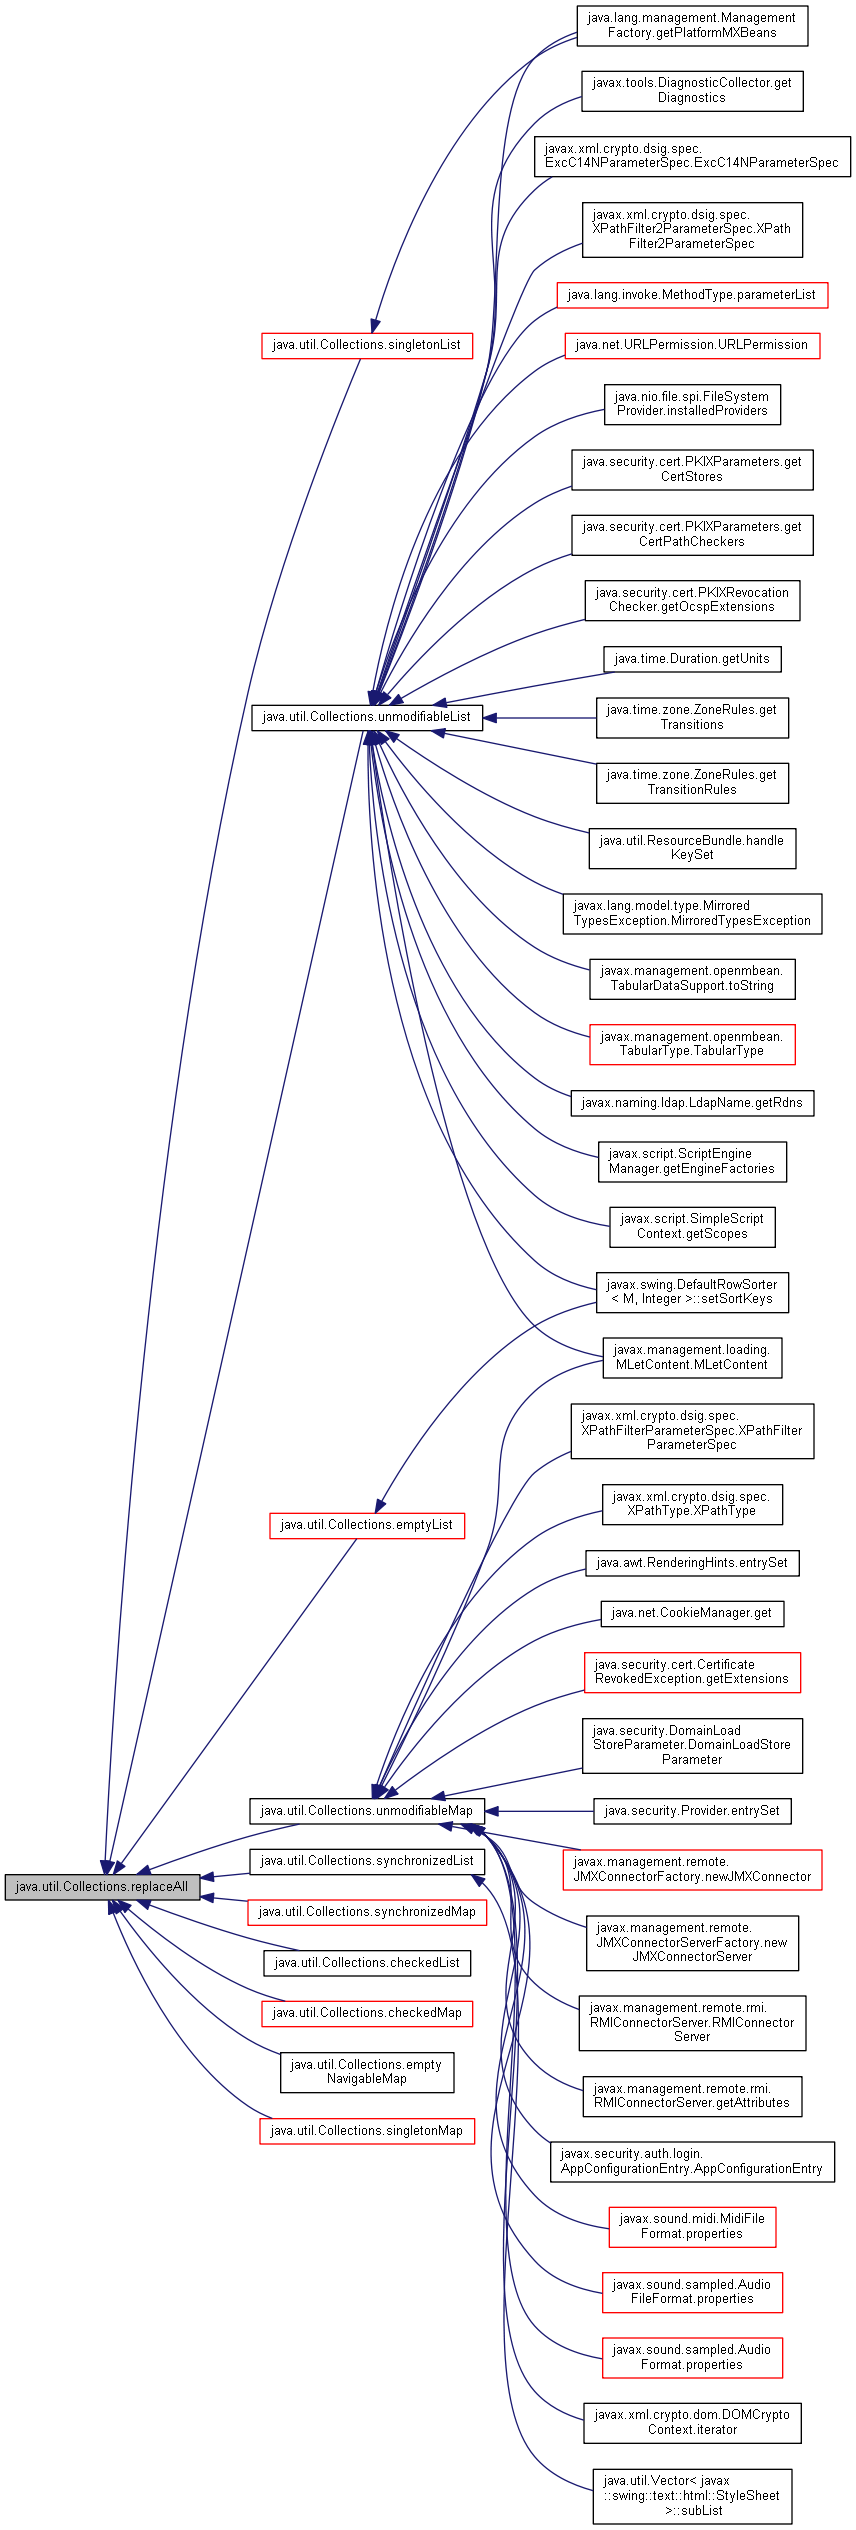 java.lang.management.Management
Factory.getPlatformMXBeans
javax.tools.DiagnosticCollector.get
Diagnostics
javax.xml.crypto.dsig.spec.
ExcC14NParameterSpec.ExcC14NParameterSpec
javax.xml.crypto.dsig.spec.
XPathFilter2ParameterSpec.XPath
Filter2ParameterSpec
java.lang.invoke.MethodType.parameterList
java.util.Collections.singletonList
java.net.URLPermission.URLPermission
java.nio.file.spi.FileSystem
Provider.installedProviders
java.security.cert.PKIXParameters.get
CertStores
java.security.cert.PKIXParameters.get
CertPathCheckers
java.security.cert.PKIXRevocation
Checker.getOcspExtensions
java.time.Duration.getUnits
java.util.Collections.unmodifiableList
java.time.zone.ZoneRules.get
Transitions
java.time.zone.ZoneRules.get
TransitionRules
java.util.ResourceBundle.handle
KeySet
javax.lang.model.type.Mirrored
TypesException.MirroredTypesException
javax.management.openmbean.
TabularDataSupport.toString
javax.management.openmbean.
TabularType.TabularType
javax.naming.ldap.LdapName.getRdns
javax.script.ScriptEngine
Manager.getEngineFactories
javax.script.SimpleScript
Context.getScopes
javax.swing.DefaultRowSorter
< M, Integer >::setSortKeys
javax.management.loading.
MLetContent.MLetContent
javax.xml.crypto.dsig.spec.
XPathFilterParameterSpec.XPathFilter
ParameterSpec
javax.xml.crypto.dsig.spec.
XPathType.XPathType
java.util.Collections.emptyList
java.awt.RenderingHints.entrySet
java.net.CookieManager.get
java.security.cert.Certificate
RevokedException.getExtensions
java.security.DomainLoad
StoreParameter.DomainLoadStore
Parameter
java.util.Collections.unmodifiableMap
java.security.Provider.entrySet
java.util.Collections.synchronizedList
javax.management.remote.
JMXConnectorFactory.newJMXConnector
java.util.Collections.replaceAll
java.util.Collections.synchronizedMap
javax.management.remote.
JMXConnectorServerFactory.new
JMXConnectorServer
java.util.Collections.checkedList
java.util.Collections.checkedMap
javax.management.remote.rmi.
RMIConnectorServer.RMIConnector
Server
java.util.Collections.empty
NavigableMap
javax.management.remote.rmi.
RMIConnectorServer.getAttributes
java.util.Collections.singletonMap
javax.security.auth.login.
AppConfigurationEntry.AppConfigurationEntry
javax.sound.midi.MidiFile
Format.properties
javax.sound.sampled.Audio
FileFormat.properties
javax.sound.sampled.Audio
Format.properties
javax.xml.crypto.dom.DOMCrypto
Context.iterator
java.util.Vector< javax
::swing::text::html::StyleSheet
>::subList